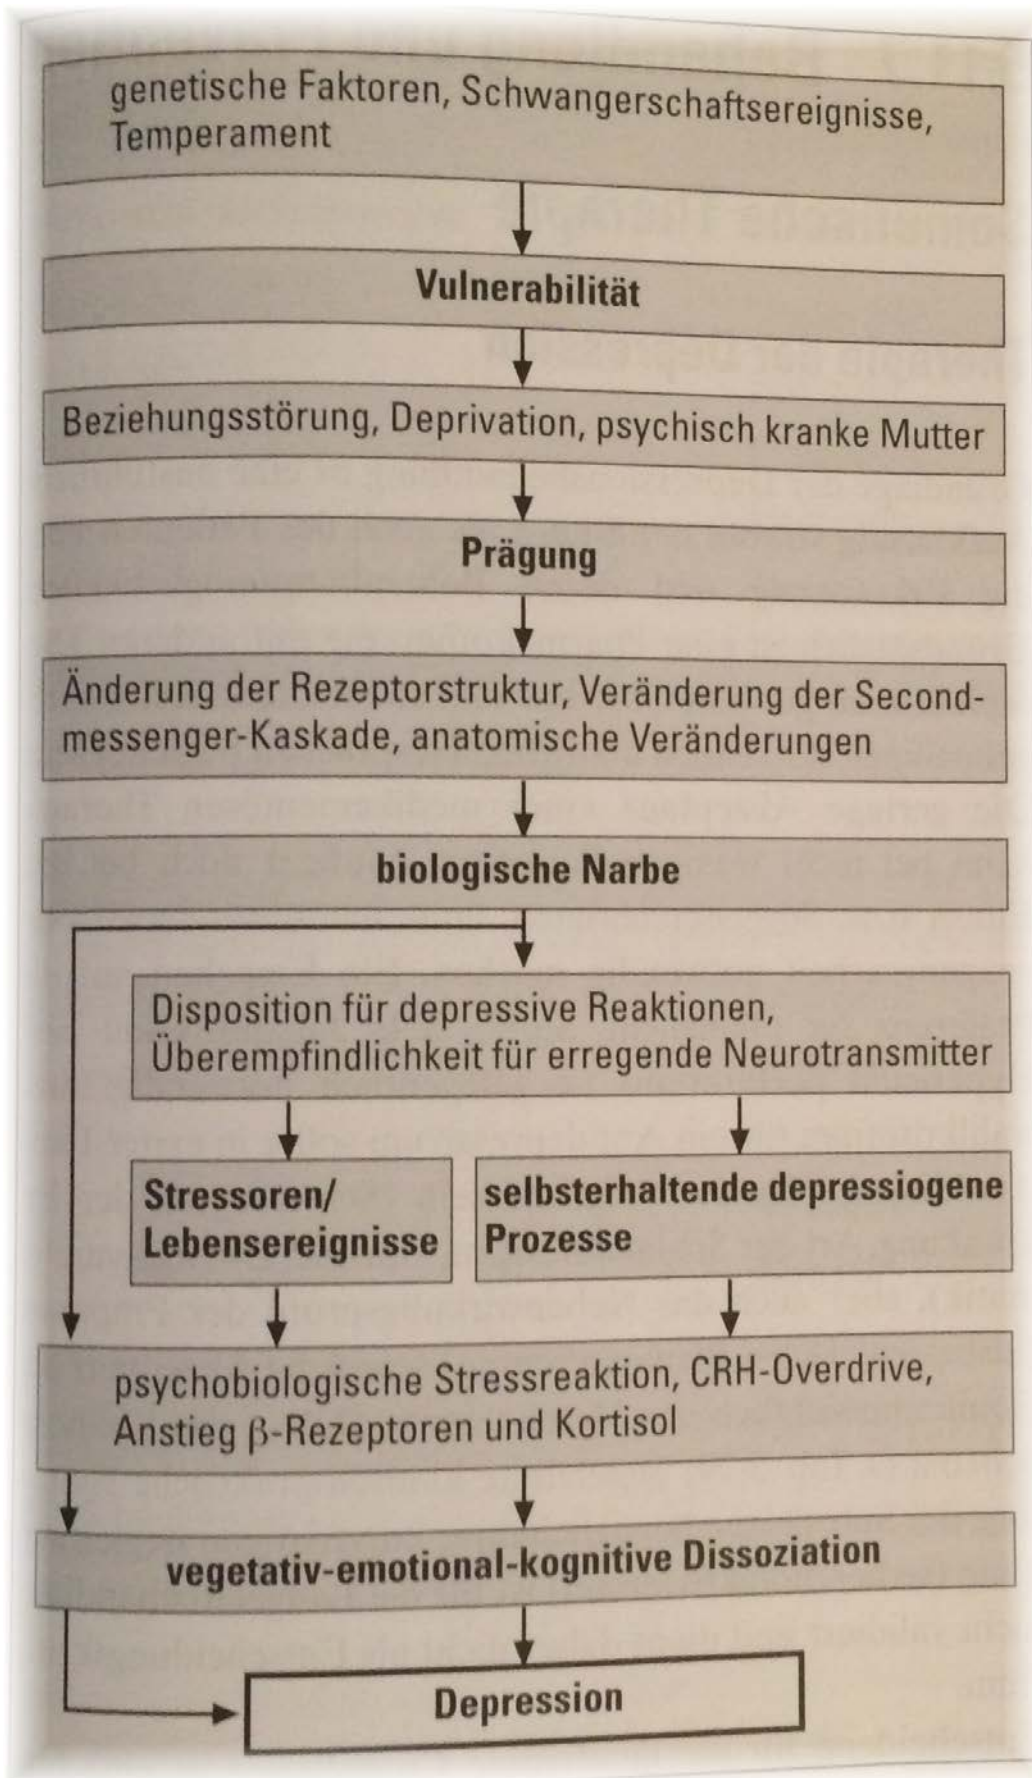 genetische Faktoren, Schwangerschaftsereignisse,
Temperament
Vulnerabilität
Beziehungsstörung, Deprivation, psychisch kranke Mutter
Prägung
Änderung der Rezeptorstruktur, Veränderung der Second-
messenger-Kaskade, anatomische Veränderungen
biologische Narbe
Disposition für depressive Reaktionen,
Überempfindlichkeit für erregende Neurotransmitter
Stressoren/
Lebensereignisse
selbsterhaltende depressiogene
Prozesse
psychobiologische Stressreaktion, CRH-Overdrive,
Anstieg β-Rezeptoren und Kortisol
vegetativ-emotional-kognitive Dissoziation
Depression